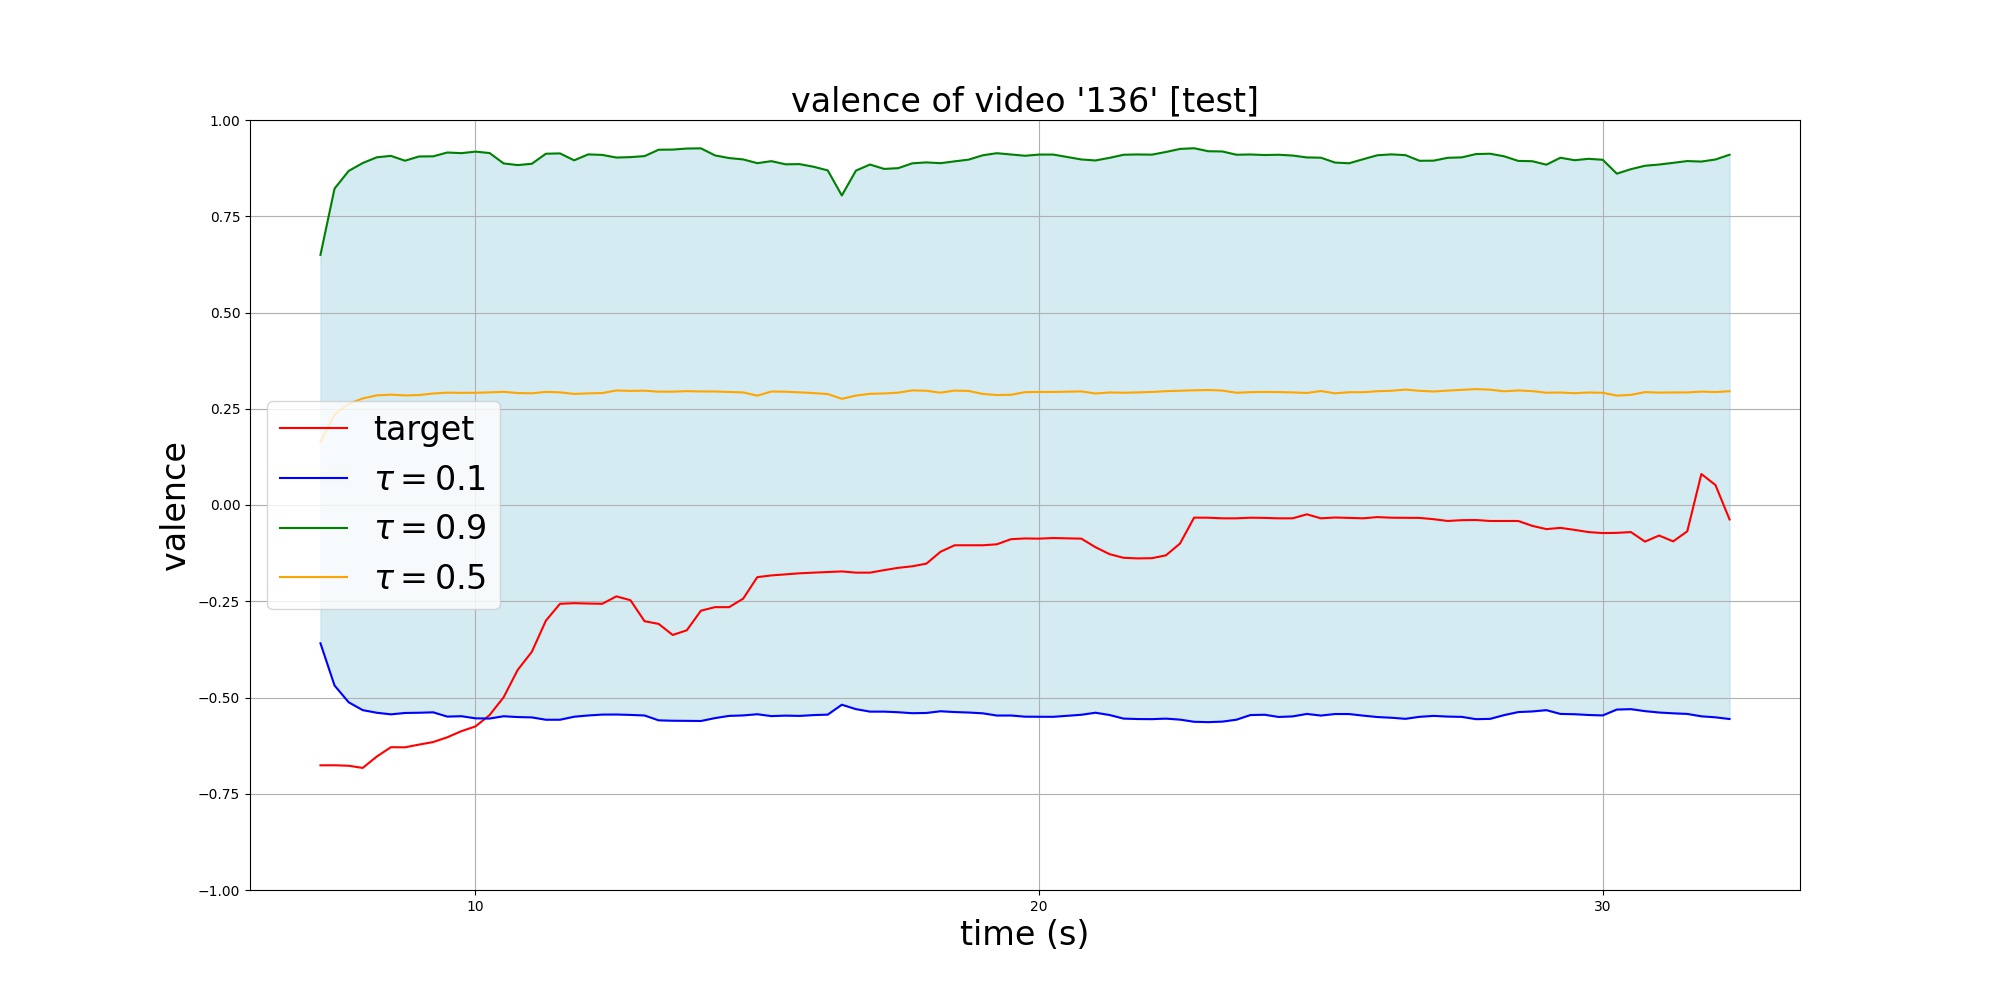 valence of video '136' [test]
1.00
0.75
0.50
0.25
0.00
−0.25
−0.50
−0.75
−1.00
valence
target
τ = 0.1
τ = 0.9
τ = 0.5
10 20 30
time (s)